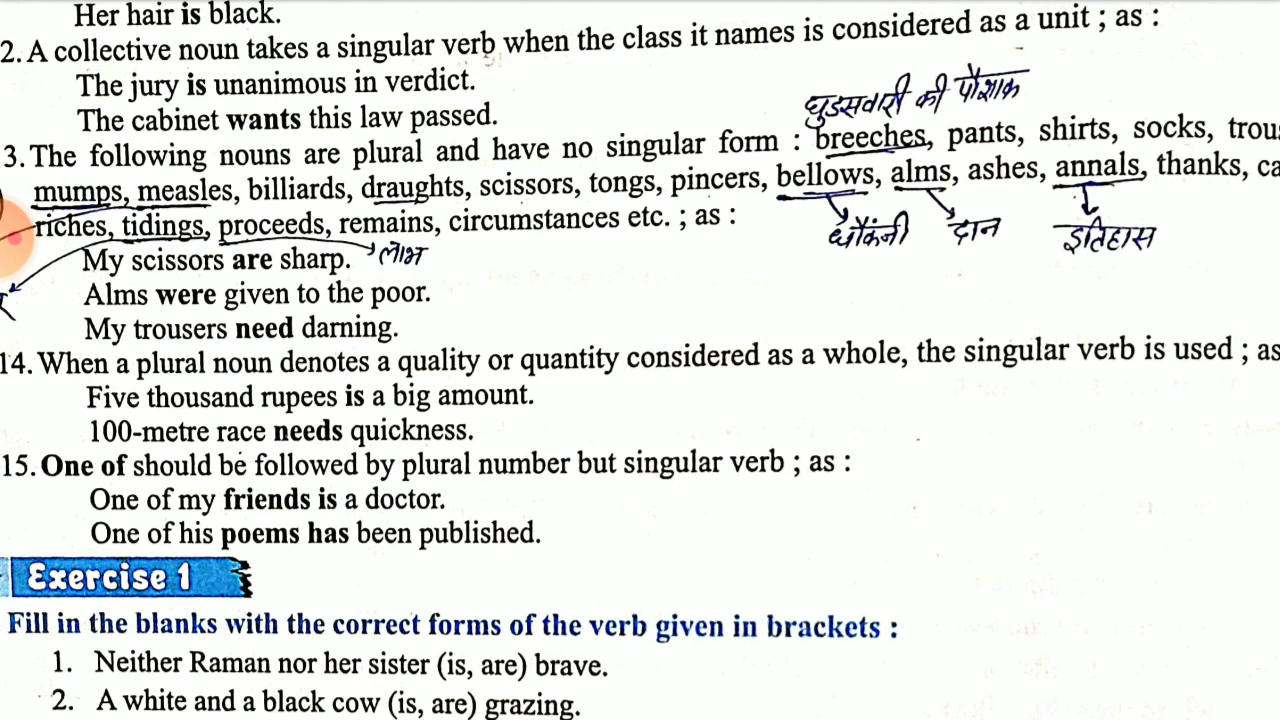 Her hair is black.
2. A collective noun takes a singular verb when the class it names is considered as a unit ; as :
The jury is unanimous in verdict.
The cabinet wants this law passed.
घुड़सवारी की पौशाक
3. The following nouns are plural and have no singular form : breeches, pants, shirts, socks, trou
mumps, measles, billiards, draughts, scissors, tongs, pincers, bellows, alms, ashes, annals, thanks, ca
riches, tidings, proceeds, remains, circumstances etc. ; as :
धौंकनी दान इतिहास
My scissors are sharp. लाभ
Alms were given to the poor.
My trousers need darning.
14. When a plural noun denotes a quality or quantity considered as a whole, the singular verb is used ; as
Five thousand rupees is a big amount.
100-metre race needs quickness.
15. One of should be followed by plural number but singular verb ; as :
One of my friends is a doctor.
One of his poems has been published.
Exercise 1
Fill in the blanks with the correct forms of the verb given in brackets :
1. Neither Raman nor her sister (is, are) brave.
2. A white and a black cow (is, are) grazing.